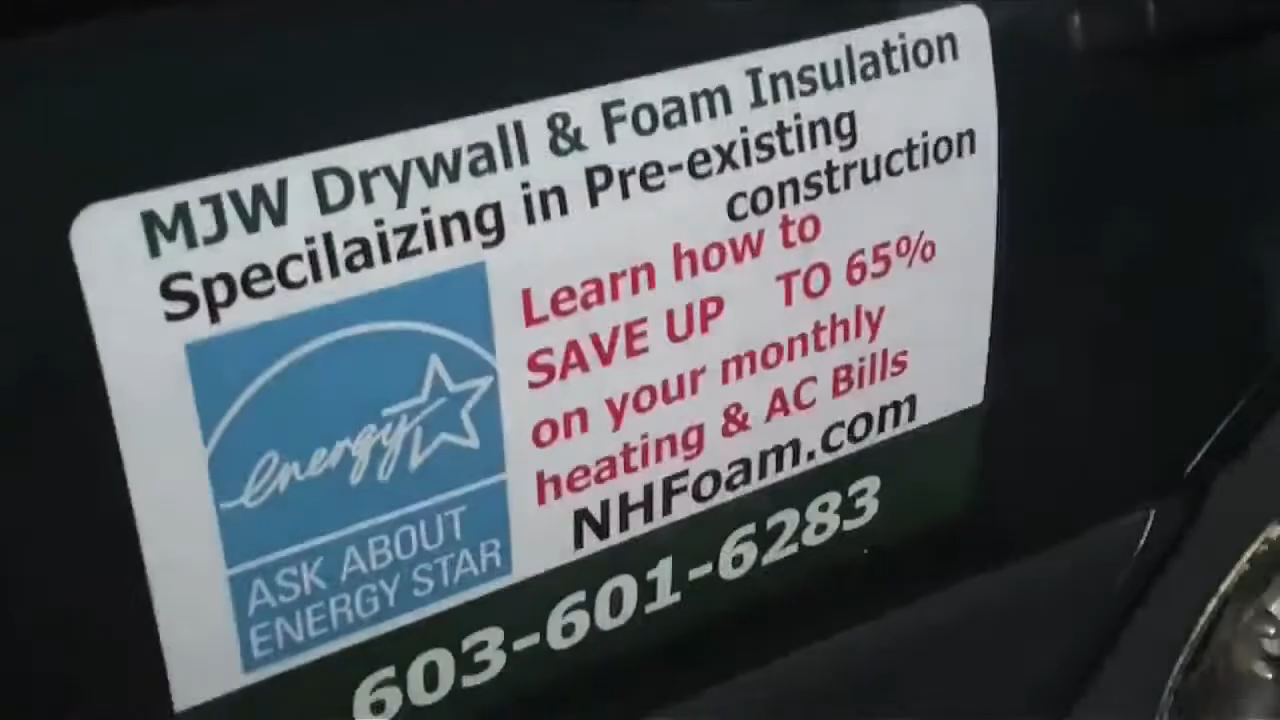 MJW Drywall & Foam Insulation
Specilaizing in Pre-existing
construction
Learn how to
SAVE UP TO 65%
on your monthly
heating & AC Bills
NHFoam.com
603-601-6283
energy
ASK ABOUT
ENERGY STAR